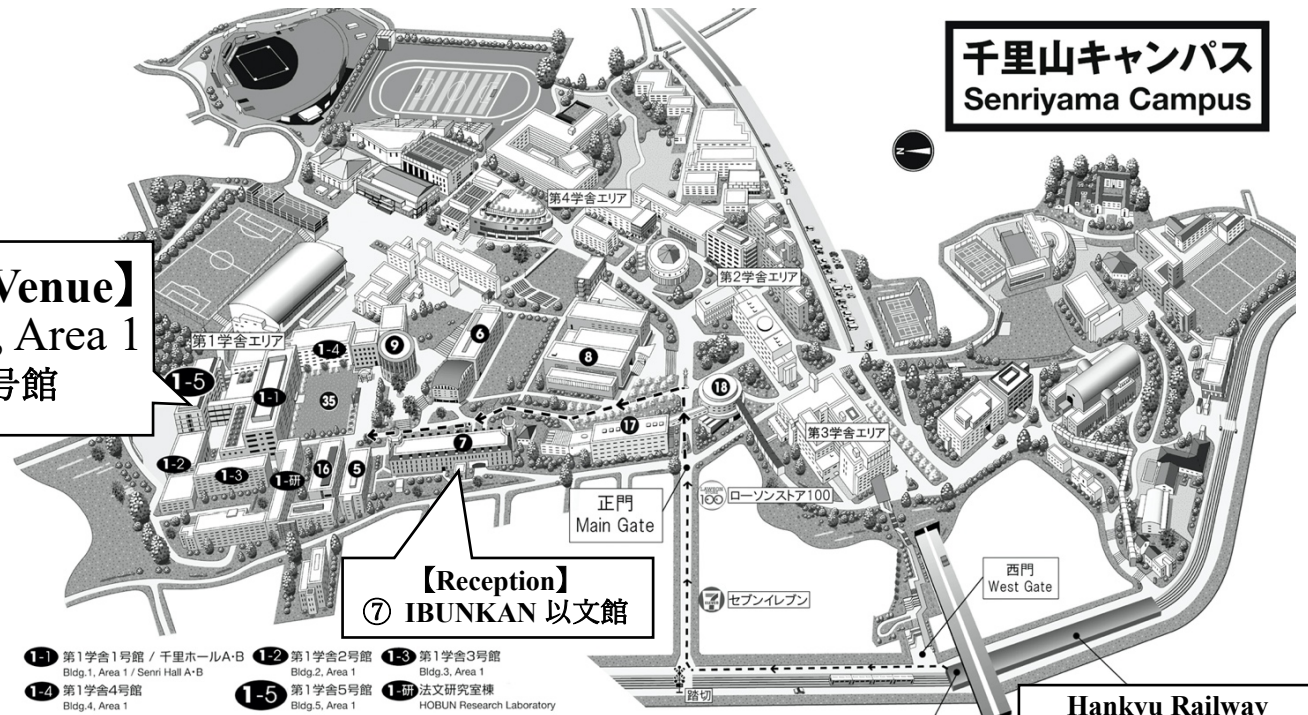 千里山キャンパス
Senriyama Campus
N
第4学舎エリア
第2学舎エリア
Venue】
, Area 1
号館
第1学舎エリア
1-5
1-4
9
6
8
1-1
35
18
17
第3学舎エリア
7
1-2
1-3
1-研
16
5
正門
Main Gate
LAWSON
100
ローソンストア100
【Reception】
⑦ IBUNKAN 以文館
7
セブンイレブン
西門
West Gate
踏切
1-1 第1学舎1号館 / 千里ホールA・B
Bldg.1, Area 1 / Senri Hall A・B
1-2 第1学舎2号館
Bldg.2, Area 1
1-3 第1学舎3号館
Bldg.3, Area 1
1-4 第1学舎4号館
Bldg.4, Area 1
1-5 第1学舎5号館
Bldg.5, Area 1
1-研 法文研究室棟
HOBUN Research Laboratory
Hankyu Railway